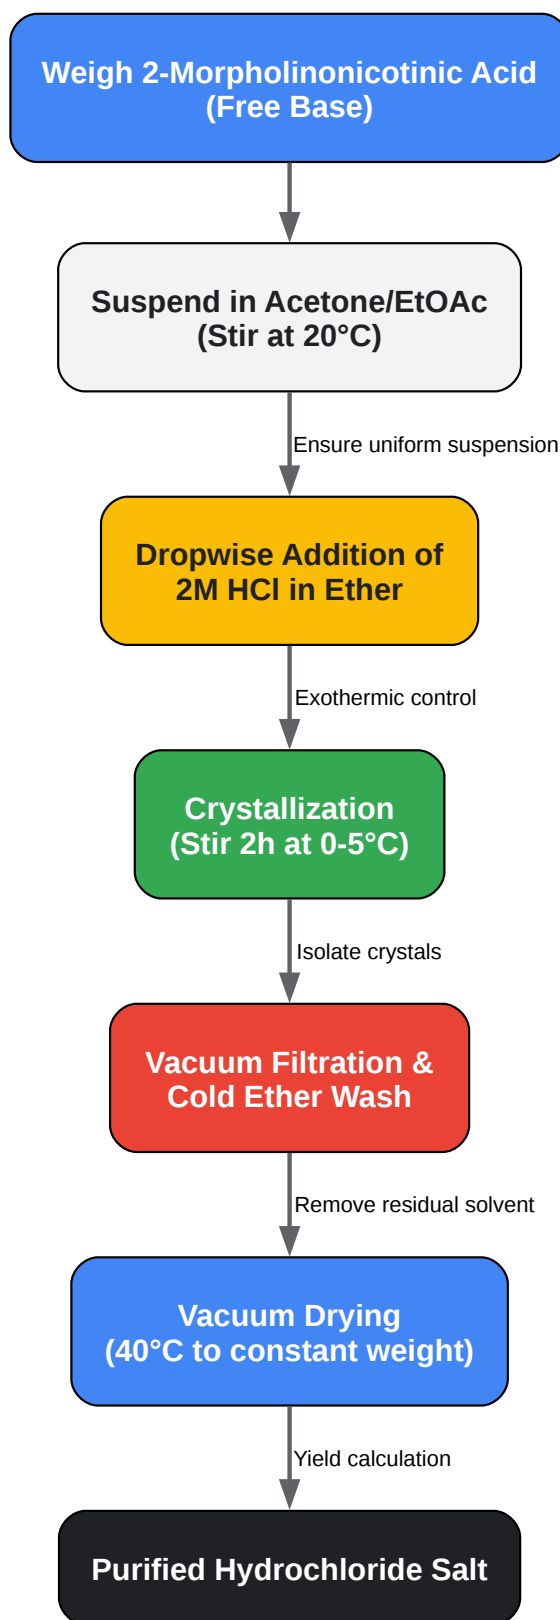 Weigh 2-Morpholinonicotinic Acid
(Free Base)
Suspend in Acetone/EtOAc
(Stir at 20°C)
Ensure uniform suspension
Dropwise Addition of
2M HCl in Ether
Exothermic control
Crystallization
(Stir 2h at 0-5°C)
Isolate crystals
Vacuum Filtration &
Cold Ether Wash
Remove residual solvent
Vacuum Drying
(40°C to constant weight)
Yield calculation
Purified Hydrochloride Salt